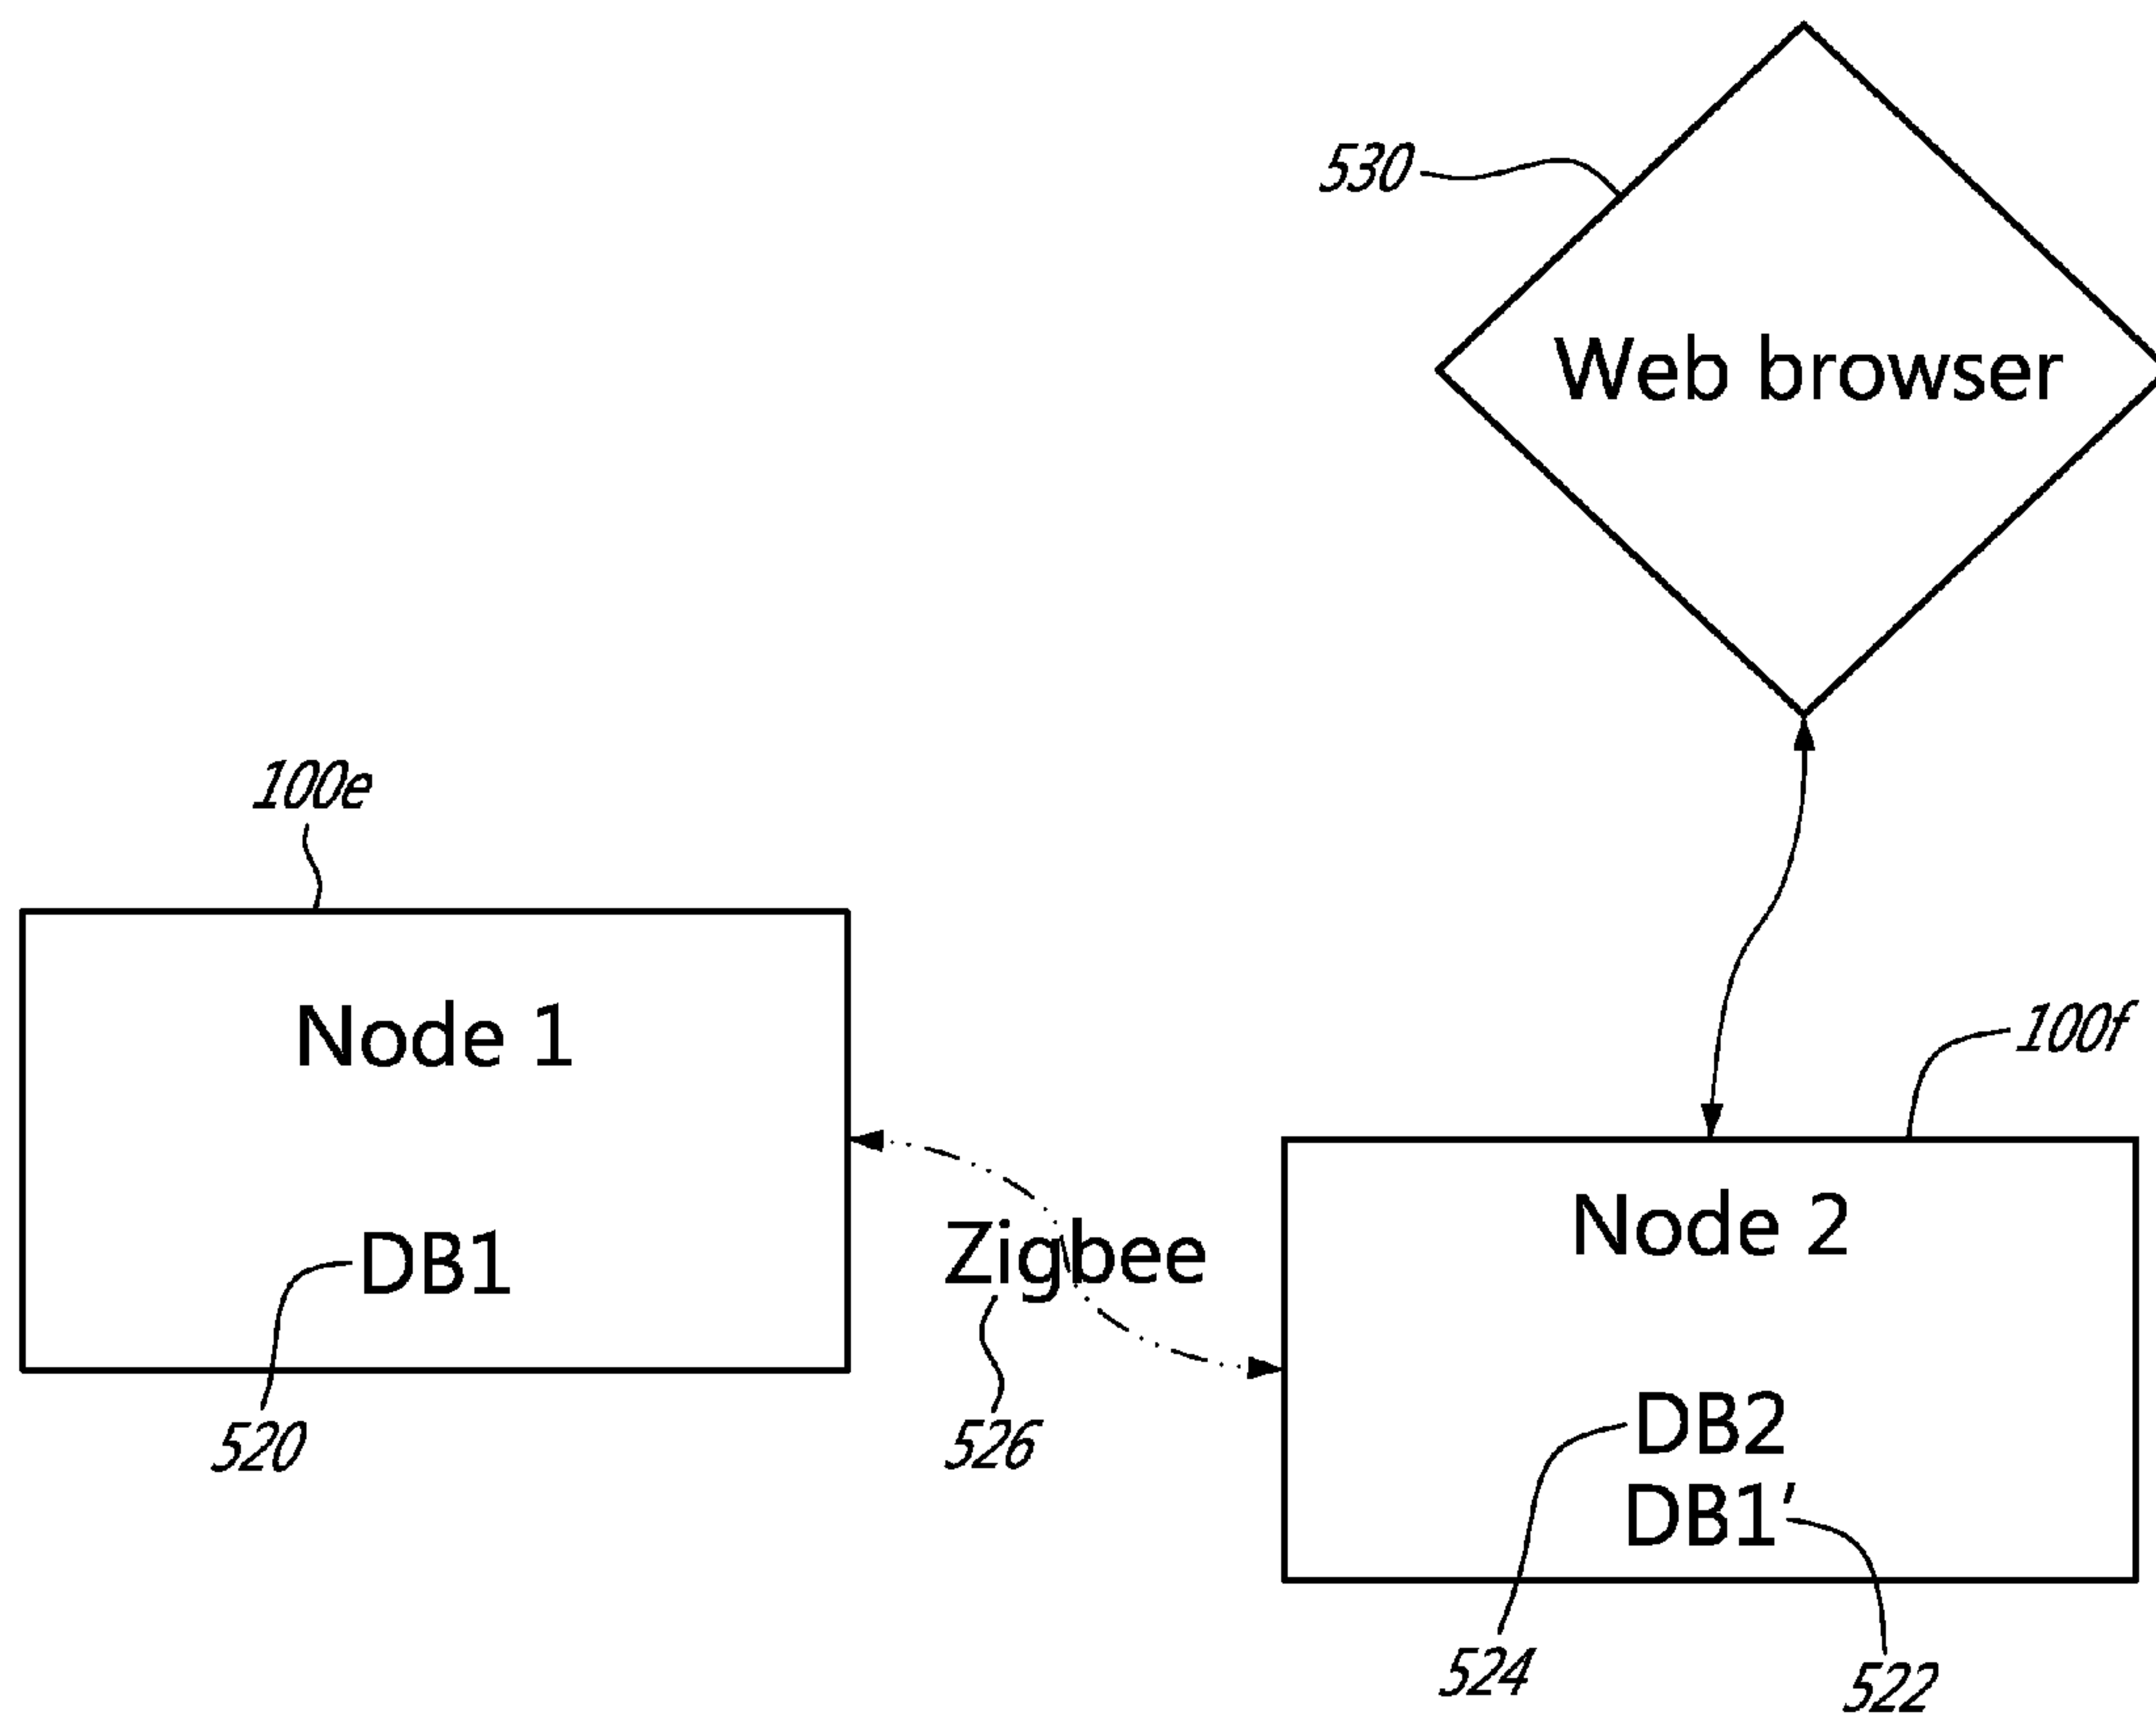 530
Web browser
100e
Node 1
100f
DB1
Zigbee
Node 2
520
526
DB2
DB1'
524
522